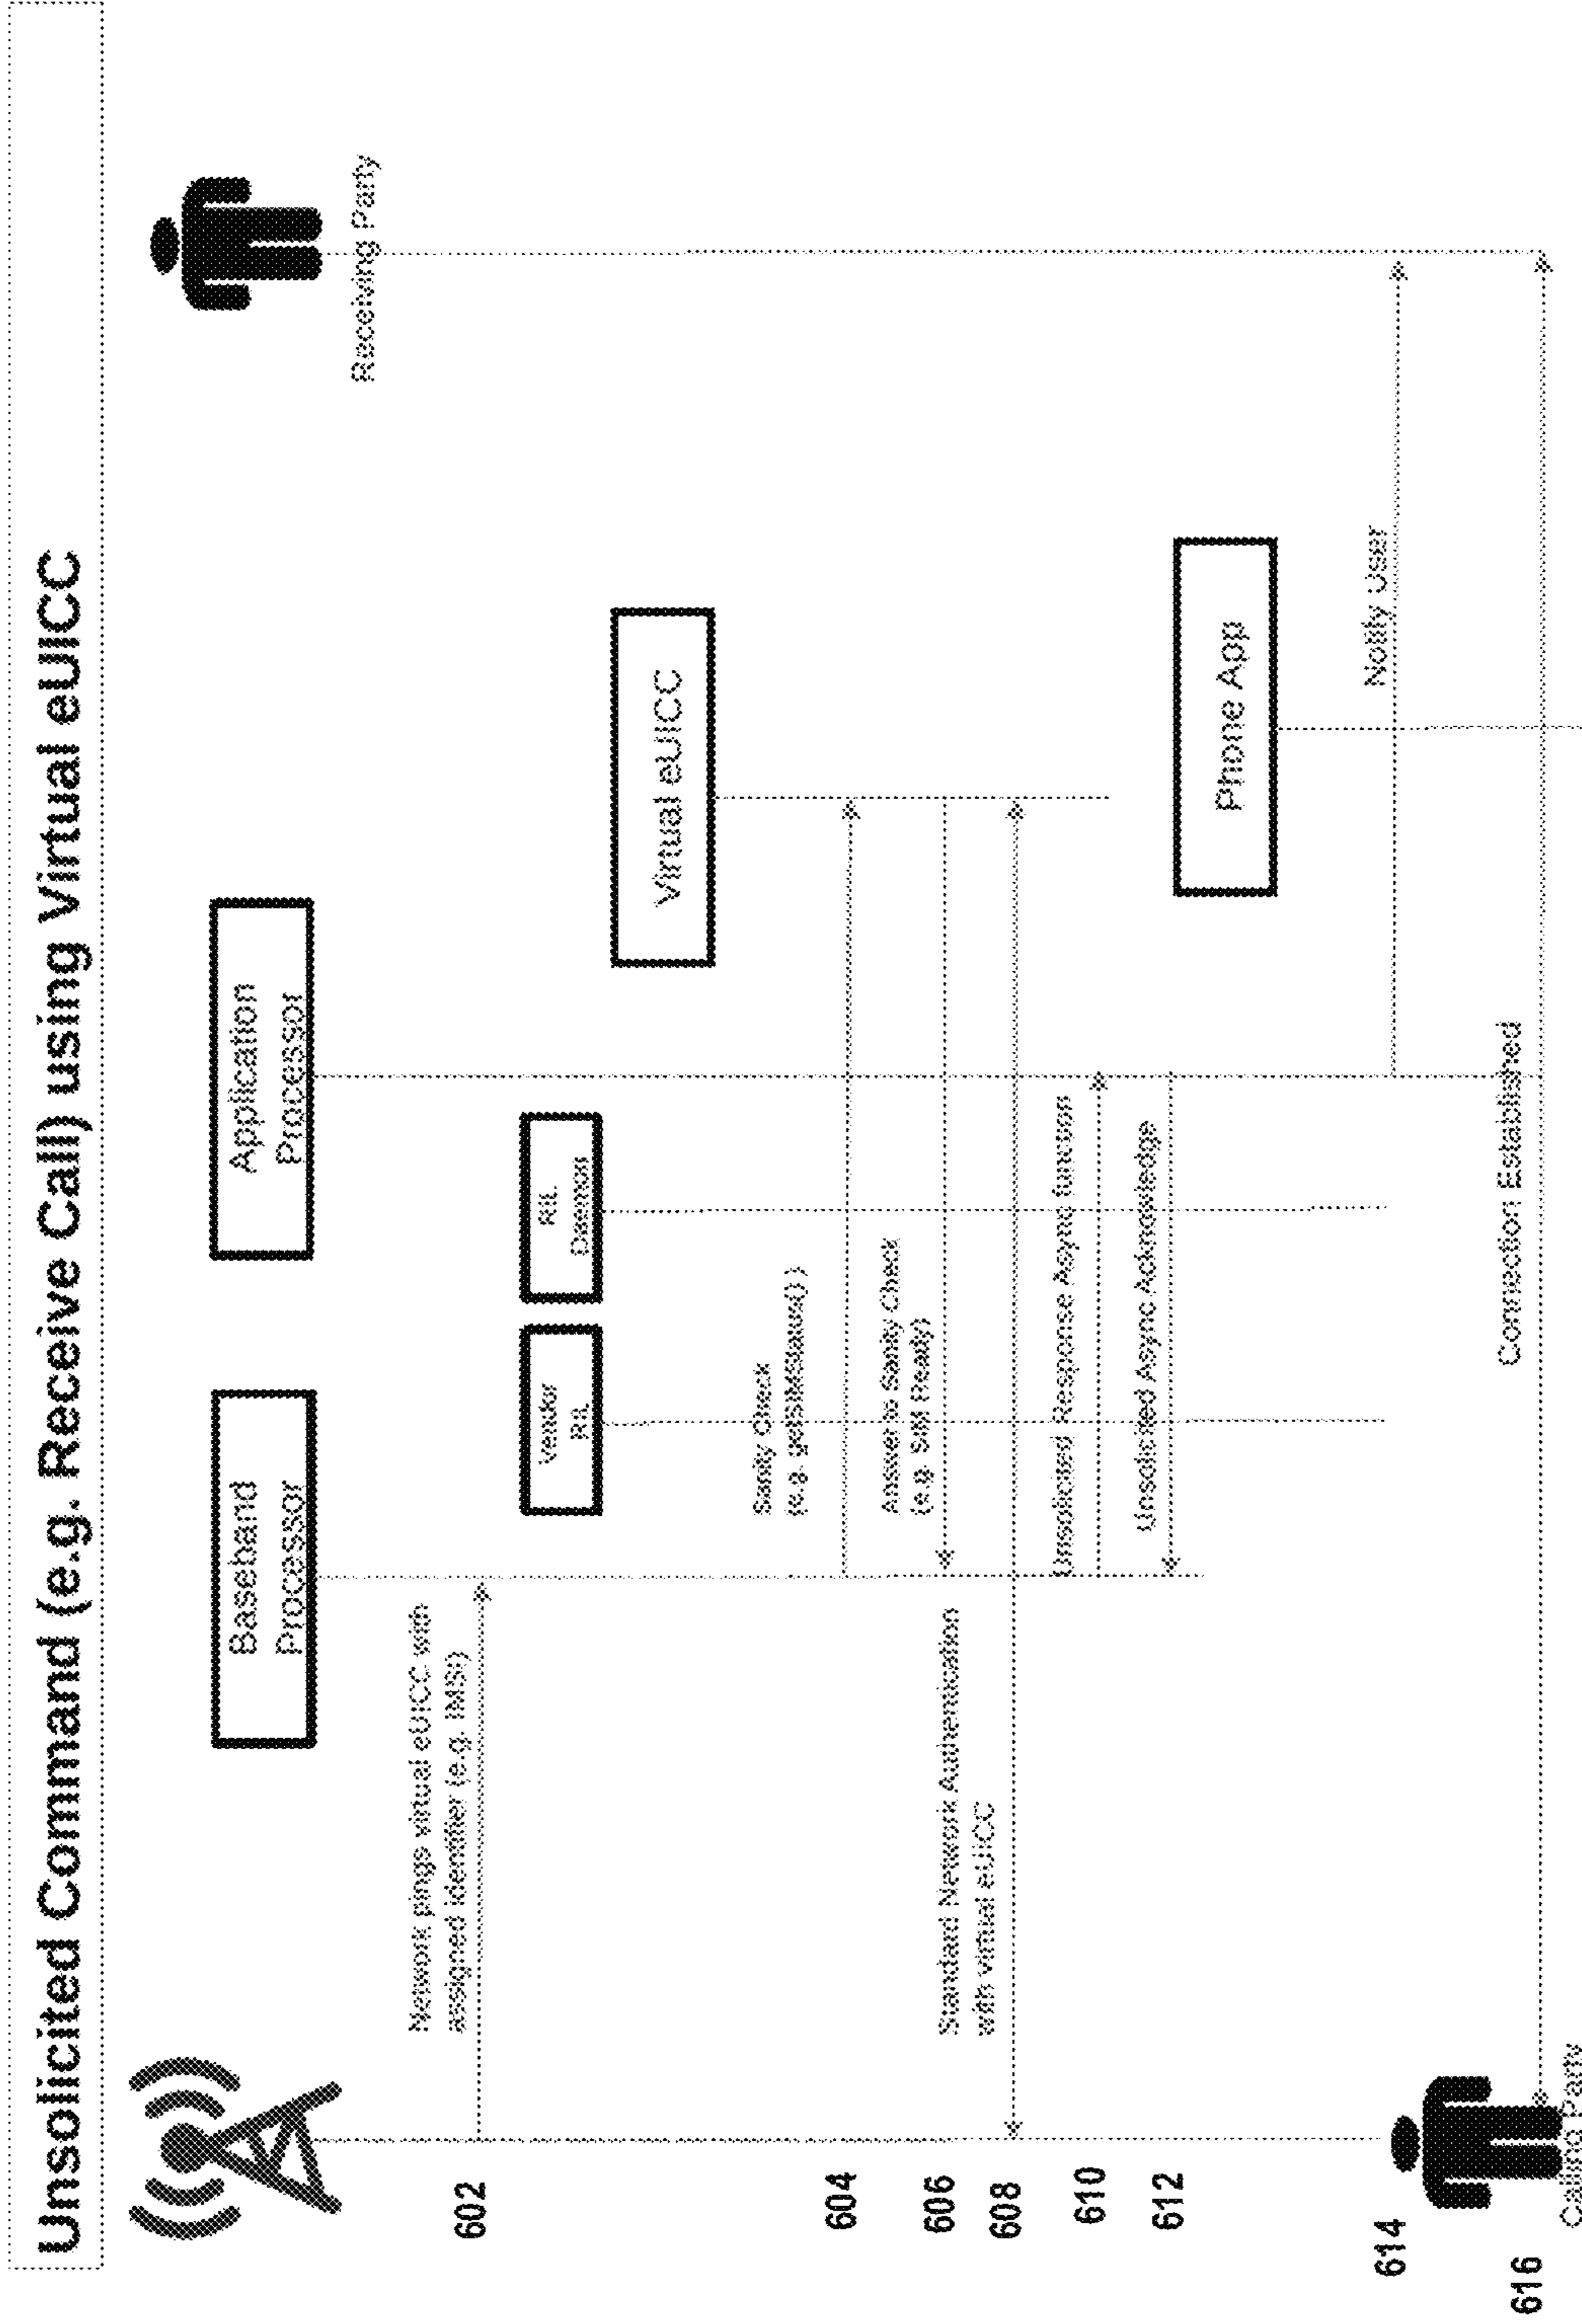 Unsolicited Command (e.g. Receive Call) using Virtual eUICC
Receiving Party
Baseband
Processor
Application
Processor
Network pings virtual eUICC with
assigned identifier (e.g. IMSI)
602
Vendor
RIL
RIL
Daemon
Virtual eUICC
Sanity Check
(e.g. getSIMStatus() )
604
Answer to Sanity Check
(e.g. SIM Ready)
606
Standard Network Authentication
with virtual eUICC
608
Unsolicited Response Async function
610
Unsolicited Async Acknowledge
612
Phone App
Notify User
614
Connection Established
616
Calling Party